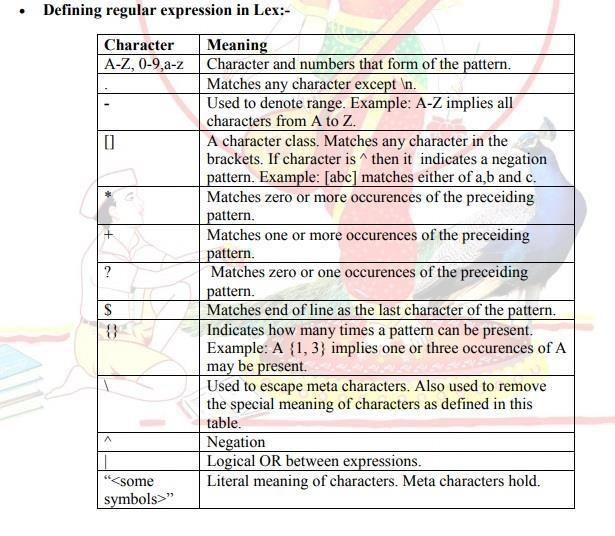 • Defining regular expression in Lex:-
Character Meaning
A-Z, 0-9,a-z Character and numbers that form of the pattern.
. Matches any character except \n.
- Used to denote range. Example: A-Z implies all
characters from A to Z.
[] A character class. Matches any character in the
brackets. If character is ^ then it indicates a negation
pattern. Example: [abc] matches either of a,b and c.
* Matches zero or more occurences of the preceiding
pattern.
+ Matches one or more occurences of the preceiding
pattern.
? Matches zero or one occurences of the preceiding
pattern.
$ Matches end of line as the last character of the pattern.
{} Indicates how many times a pattern can be present.
Example: A {1, 3} implies one or three occurences of A
may be present.
\ Used to escape meta characters. Also used to remove
the special meaning of characters as defined in this
table.
^ Negation
| Logical OR between expressions.
“<some Literal meaning of characters. Meta characters hold.
symbols>”